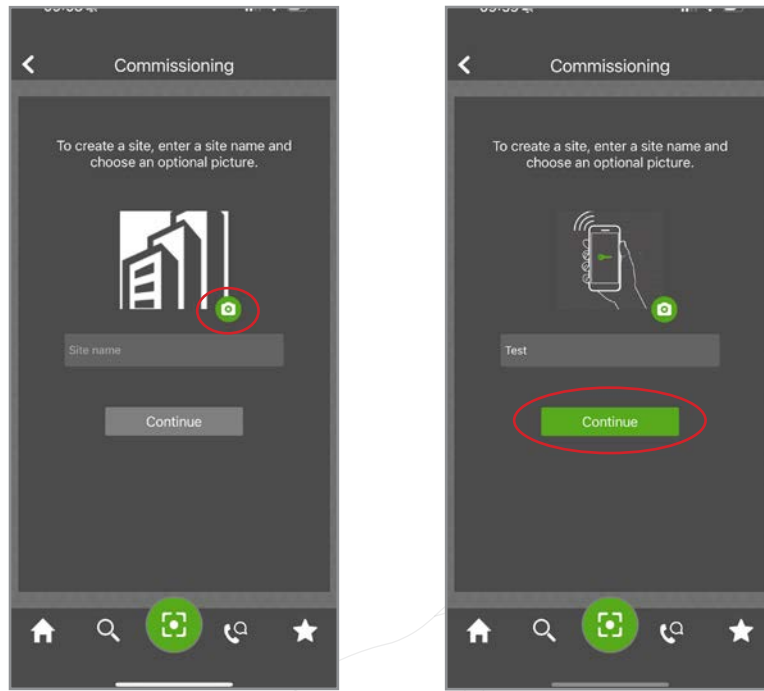 Commissioning
To create a site, enter a site name and
choose an optional picture.
Site name
Continue
Commissioning
To create a site, enter a site name and
choose an optional picture.
Test
Continue